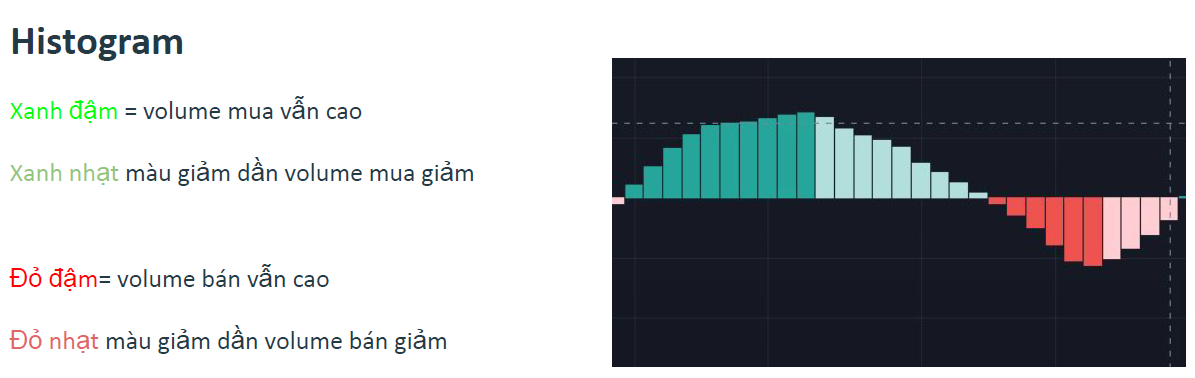 Histogram
Xanh đậm = volume mua vẫn cao
Xanh nhạt màu giảm dần volume mua giảm
Đỏ đậm= volume bán vẫn cao
Đỏ nhạt màu giảm dần volume bán giảm